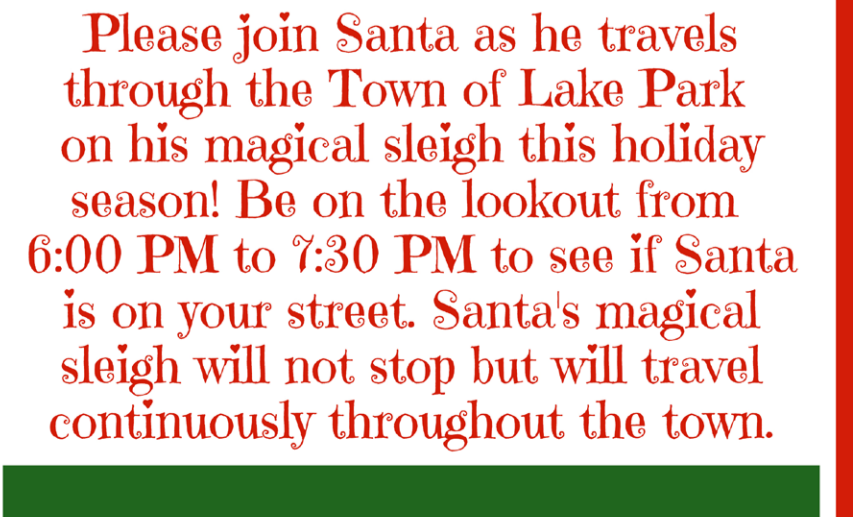 Please join Santa as he travels
through the Town of Lake Park
on his magical sleigh this holiday
season! Be on the lookout from
6:00 PM to 7:30 PM to see if Santa
is on your street. Santa's magical
sleigh will not stop but will travel
continuously throughout the town.